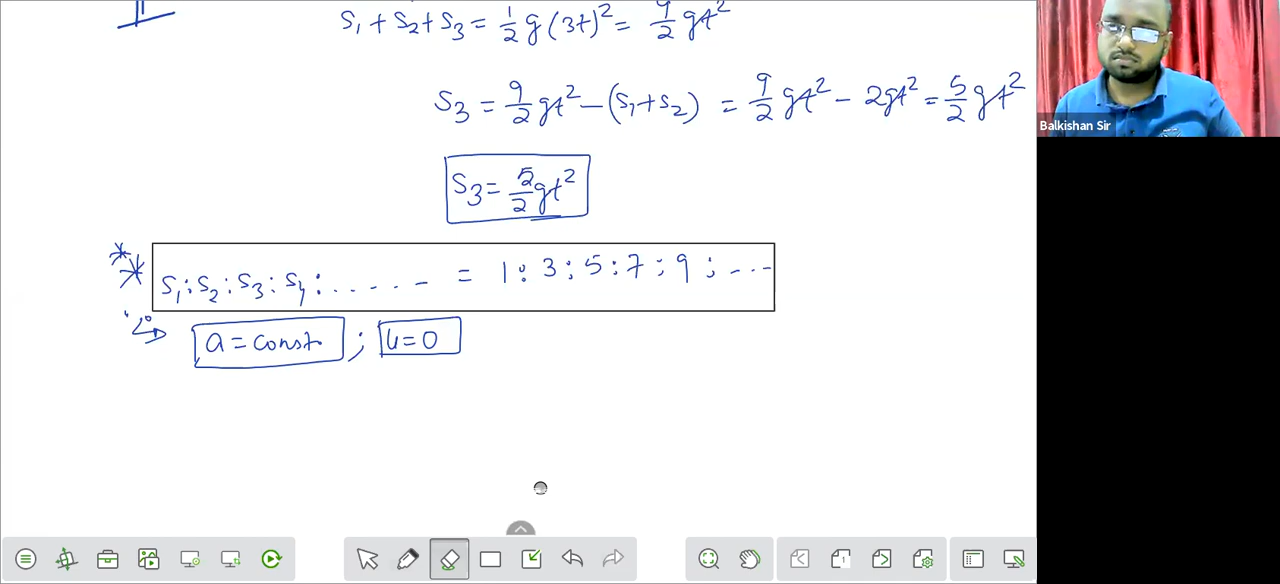 S₁ + S₂ + S₃ = 1/2 g (3t)² = 9/2 gt²
S₃ = 9/2 gt² − (S₁ + S₂) = 9/2 gt² − 2gt² = 5/2 gt²
Balkishan Sir
S₃ = 5/2 gt²
** S₁ : S₂ : S₃ : S₄ : ...... = 1 : 3 : 5 : 7 : 9 : ...
a = const. ; u = 0
1